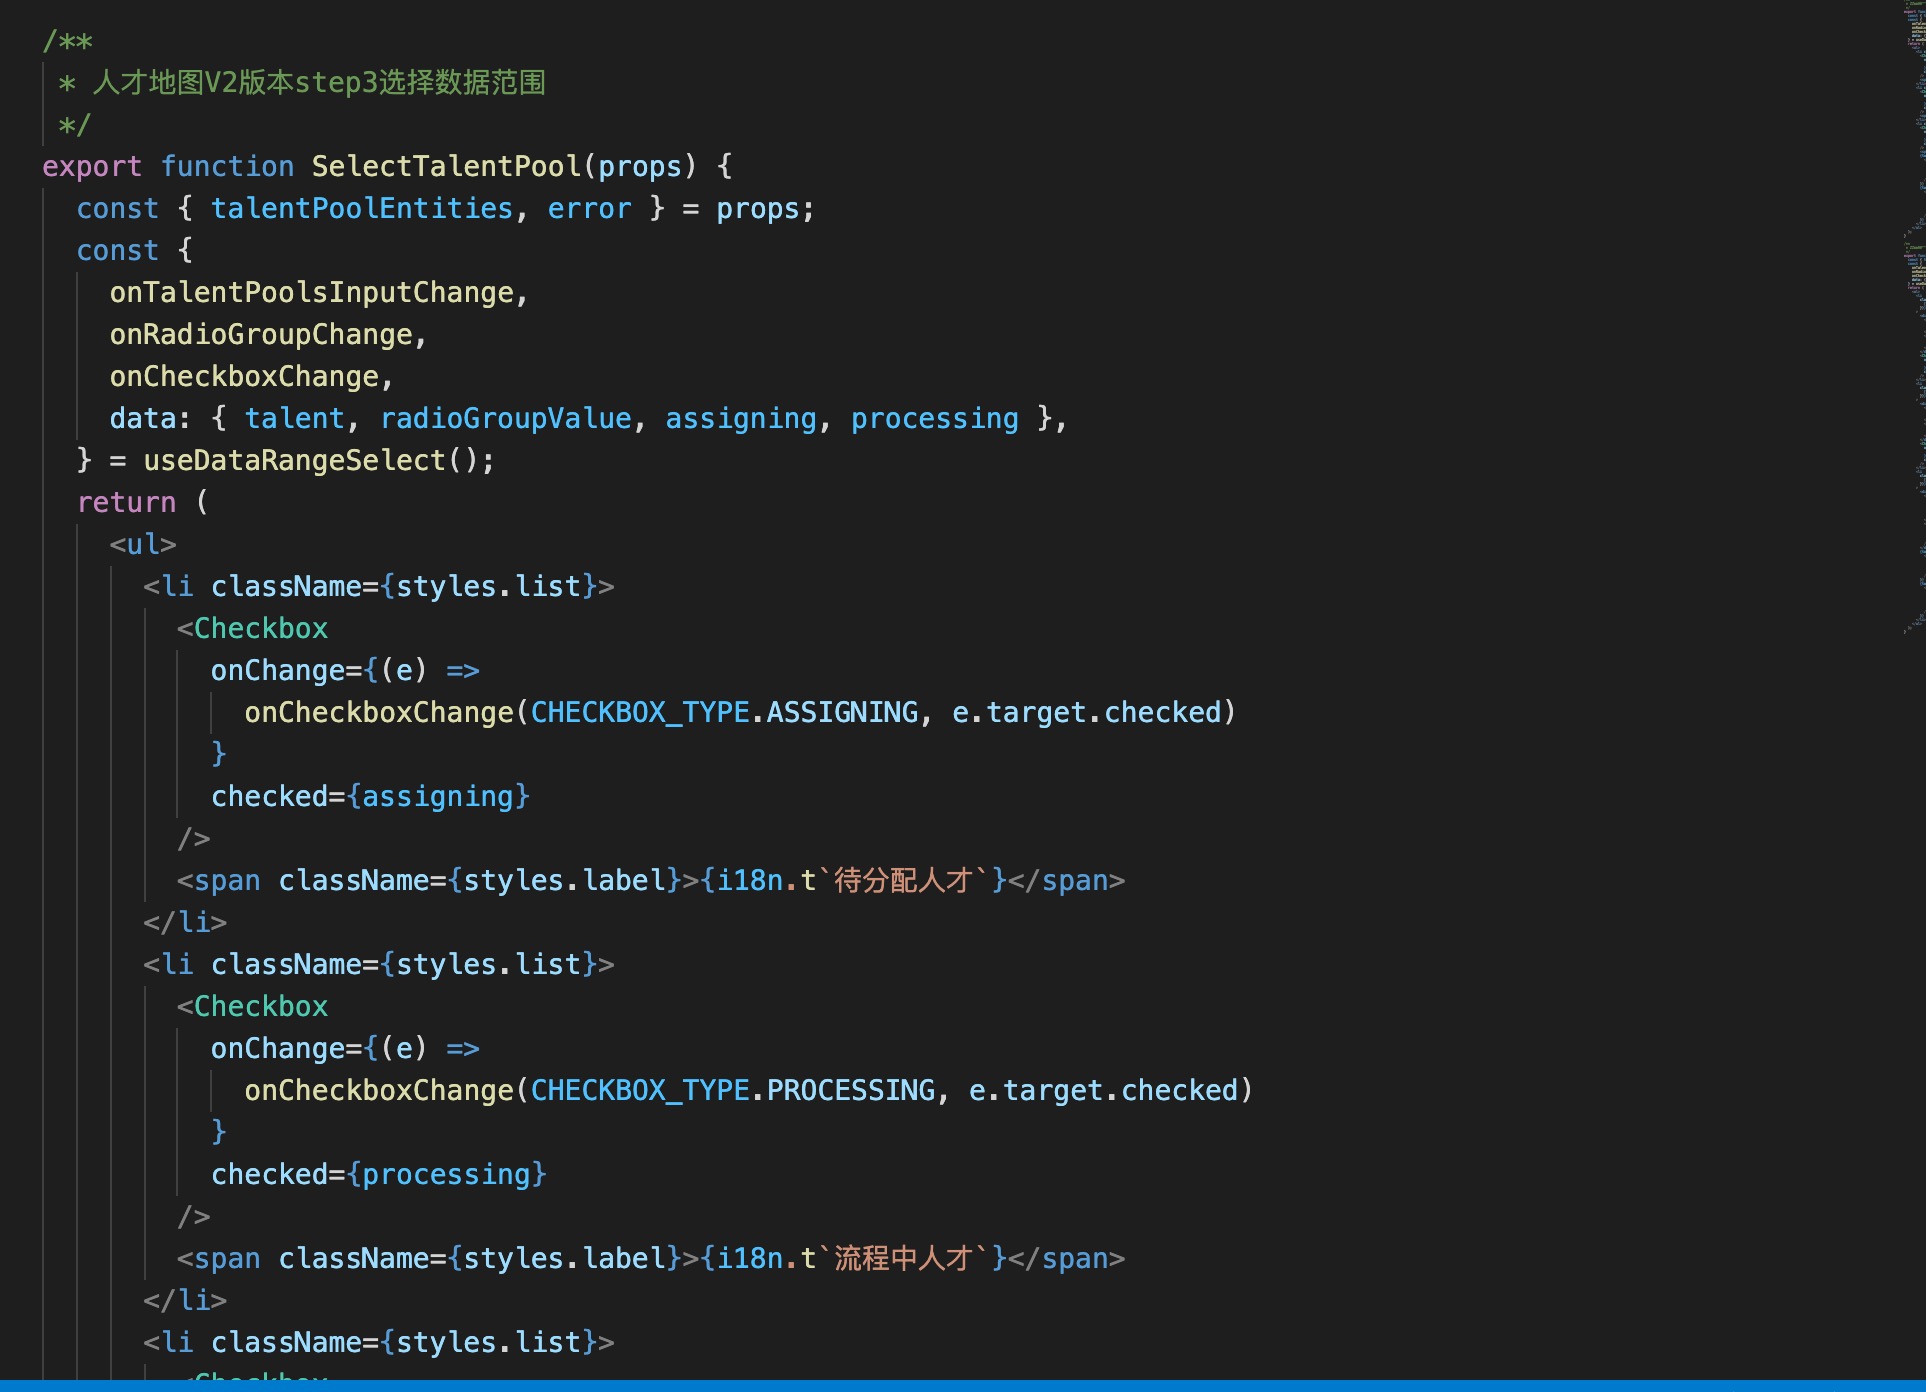 /**
 * 人才地图V2版本step3选择数据范围
 */
export function SelectTalentPool(props) {
  const { talentPoolEntities, error } = props;
  const {
    onTalentPoolsInputChange,
    onRadioGroupChange,
    onCheckboxChange,
    data: { talent, radioGroupValue, assigning, processing },
  } = useDataRangeSelect();
  return (
    <ul>
      <li className={styles.list}>
        <Checkbox
          onChange={(e) =>
            onCheckboxChange(CHECKBOX_TYPE.ASSIGNING, e.target.checked)
          }
          checked={assigning}
        />
        <span className={styles.label}>{i18n.t`待分配人才`}</span>
      </li>
      <li className={styles.list}>
        <Checkbox
          onChange={(e) =>
            onCheckboxChange(CHECKBOX_TYPE.PROCESSING, e.target.checked)
          }
          checked={processing}
        />
        <span className={styles.label}>{i18n.t`流程中人才`}</span>
      </li>
      <li className={styles.list}>
        <Checkbox